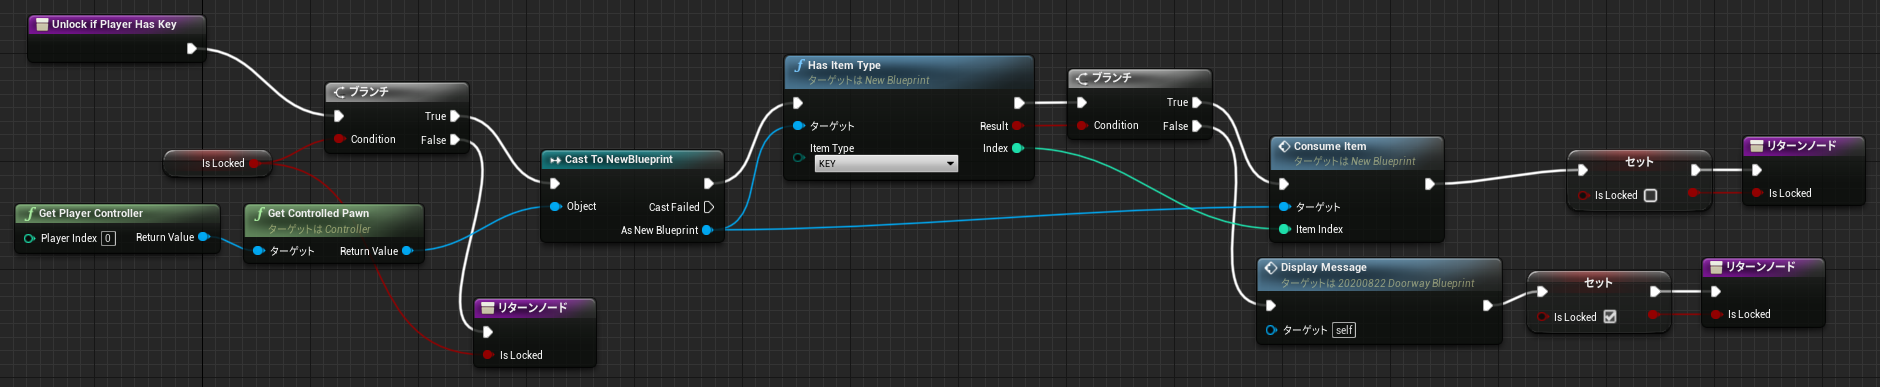 Unlock if Player Has Key
ブランチ
True
Condition
False
Is Locked
Get Player Controller
Player Index 0
Return Value
Get Controlled Pawn
ターゲットは Controller
ターゲット
Return Value
リターンノード
Is Locked
Cast To NewBlueprint
Object
Cast Failed
As New Blueprint
Has Item Type
ターゲットは New Blueprint
ターゲット
Result
Item Type
KEY
Index
ブランチ
True
Condition
False
Consume Item
ターゲットは New Blueprint
ターゲット
Item Index
セット
Is Locked
リターンノード
Is Locked
Display Message
ターゲットは 20200822 Doorway Blueprint
ターゲット self
セット
Is Locked
リターンノード
Is Locked